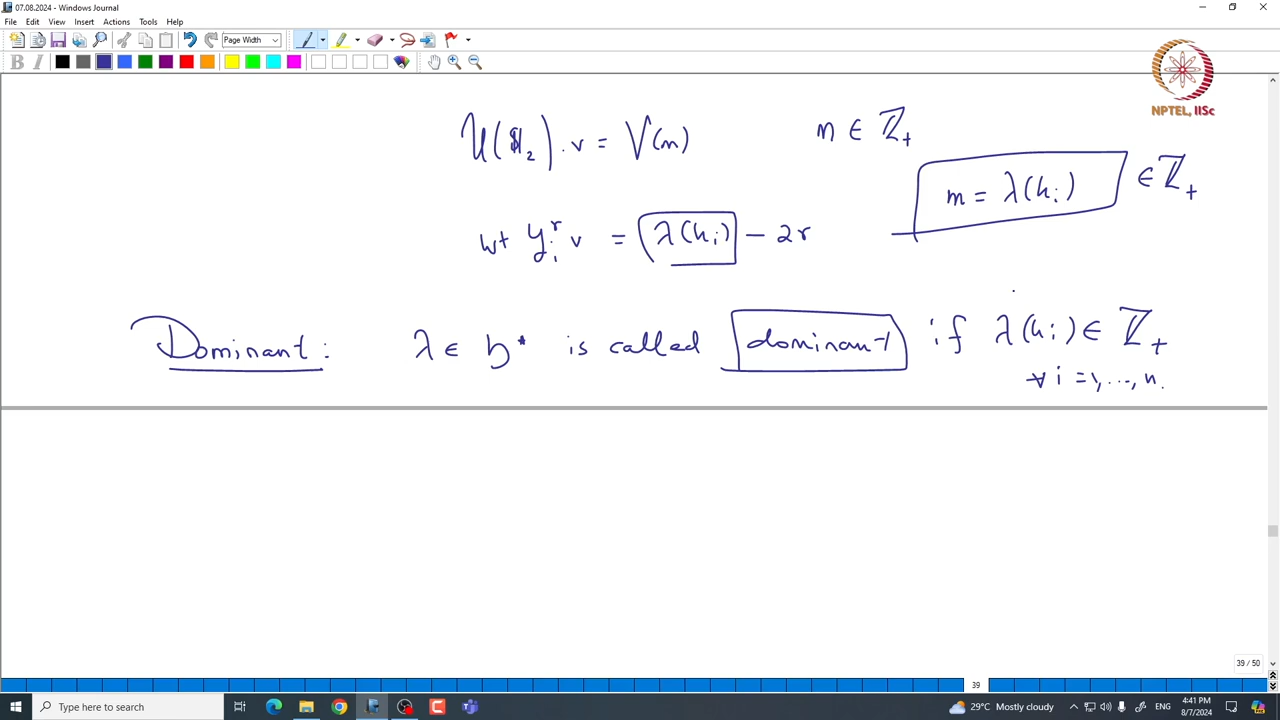 07.08.2024 - Windows Journal
File Edit View Insert Actions Tools Help
Page Width
B I
NPTEL, IISc
U(sl₂).v = V(m) m ∈ ℤ₊
m = λ(hᵢ) ∈ ℤ₊
wt yᵢʳ v = λ(hᵢ) - 2r
Dominant: λ ∈ h* is called dominant if λ(hᵢ) ∈ ℤ₊
∀ i = 1, ..., n.
39 / 50
39
Type here to search
29°C Mostly cloudy
ENG
4:41 PM
8/7/2024